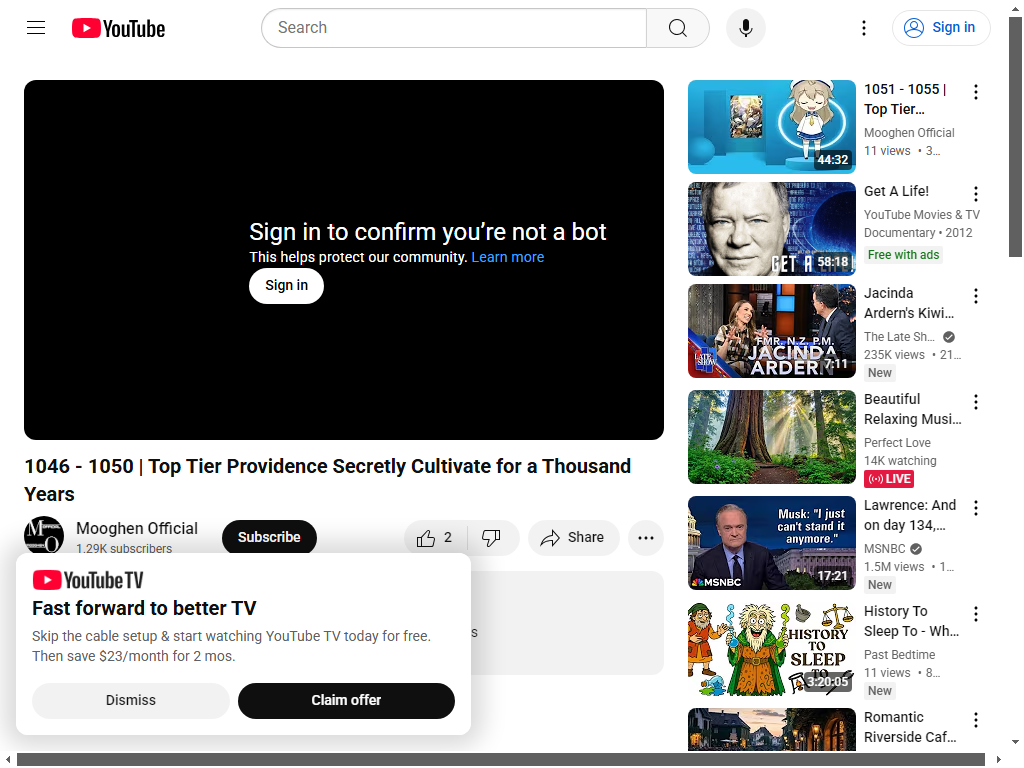 YouTube
Search
Sign in
Sign in to confirm you're not a bot
This helps protect our community. Learn more
Sign in
1046 - 1050 | Top Tier Providence Secretly Cultivate for a Thousand
Years
Mooghen Official
1.29K subscribers
Subscribe
2
Share
YouTube TV
Fast forward to better TV
Skip the cable setup & start watching YouTube TV today for free.
Then save $23/month for 2 mos.
Dismiss
Claim offer
s
44:32
1051 - 1055 |
Top Tier...
Mooghen Official
11 views • 3...
GET A LIFE!
58:18
Get A Life!
YouTube Movies & TV
Documentary • 2012
Free with ads
LATE SHOW
FMR. N.Z. P.M.
JACINDA
ARDERN
7:11
Jacinda
Ardern's Kiwi...
The Late Sh...
235K views • 21...
New
Beautiful
Relaxing Musi...
Perfect Love
14K watching
LIVE
Musk: "I just
can't stand it
anymore."
MSNBC
17:21
Lawrence: And
on day 134,...
MSNBC
1.5M views • 1...
New
HISTORY
TO
SLEEP
TO
3:20:05
History To
Sleep To - Wh...
Past Bedtime
11 views • 8...
New
Romantic
Riverside Caf...